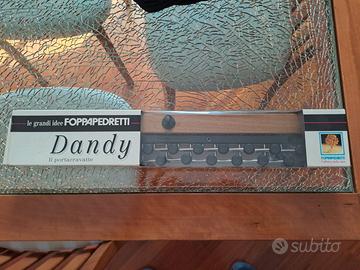 le grandi idee FOPPAPEDRETTI
Dandy
Il portacravatte
FOPPAPEDRETTI
subito